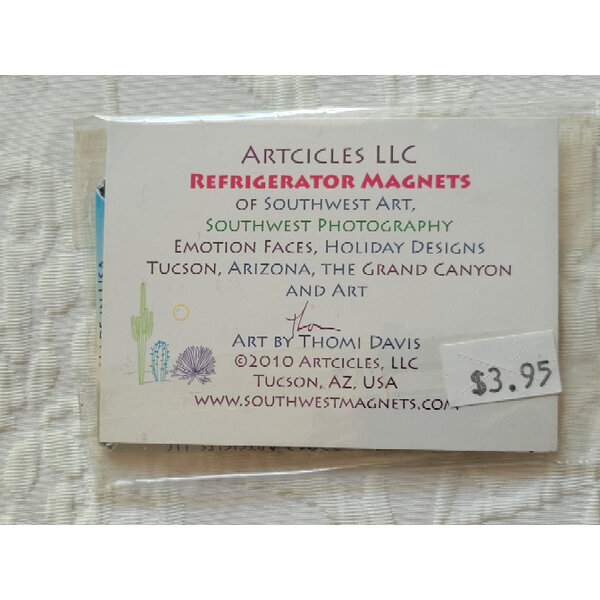 ARTCICLES LLC
REFRIGERATOR MAGNETS
OF SOUTHWEST ART,
SOUTHWEST PHOTOGRAPHY
EMOTION FACES, HOLIDAY DESIGNS
TUCSON, ARIZONA, THE GRAND CANYON
AND ART
Thomi
ART BY THOMI DAVIS
©2010 ARTCICLES, LLC
TUCSON, AZ, USA
WWW.SOUTHWESTMAGNETS.COM
$3.95